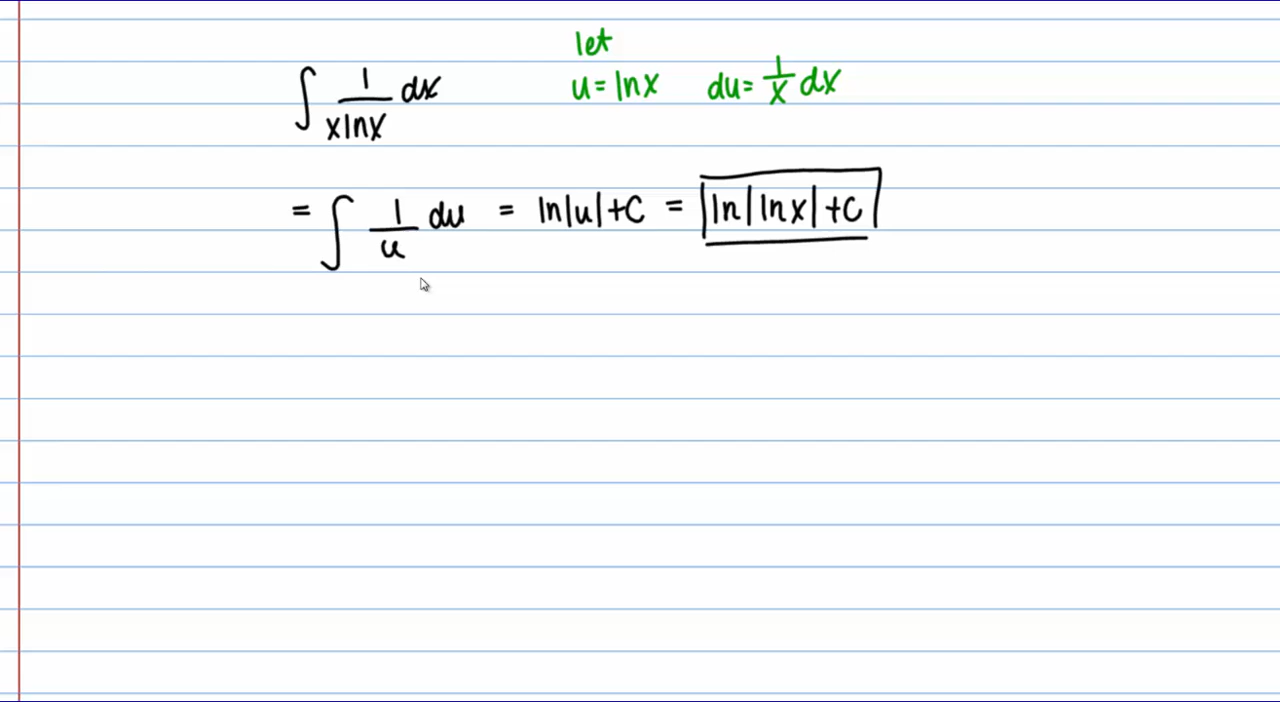 let
∫ 1/(x ln x) dx u = ln x du = 1/x dx
= ∫ 1/u du = ln|u| + C = ln|ln x| + C